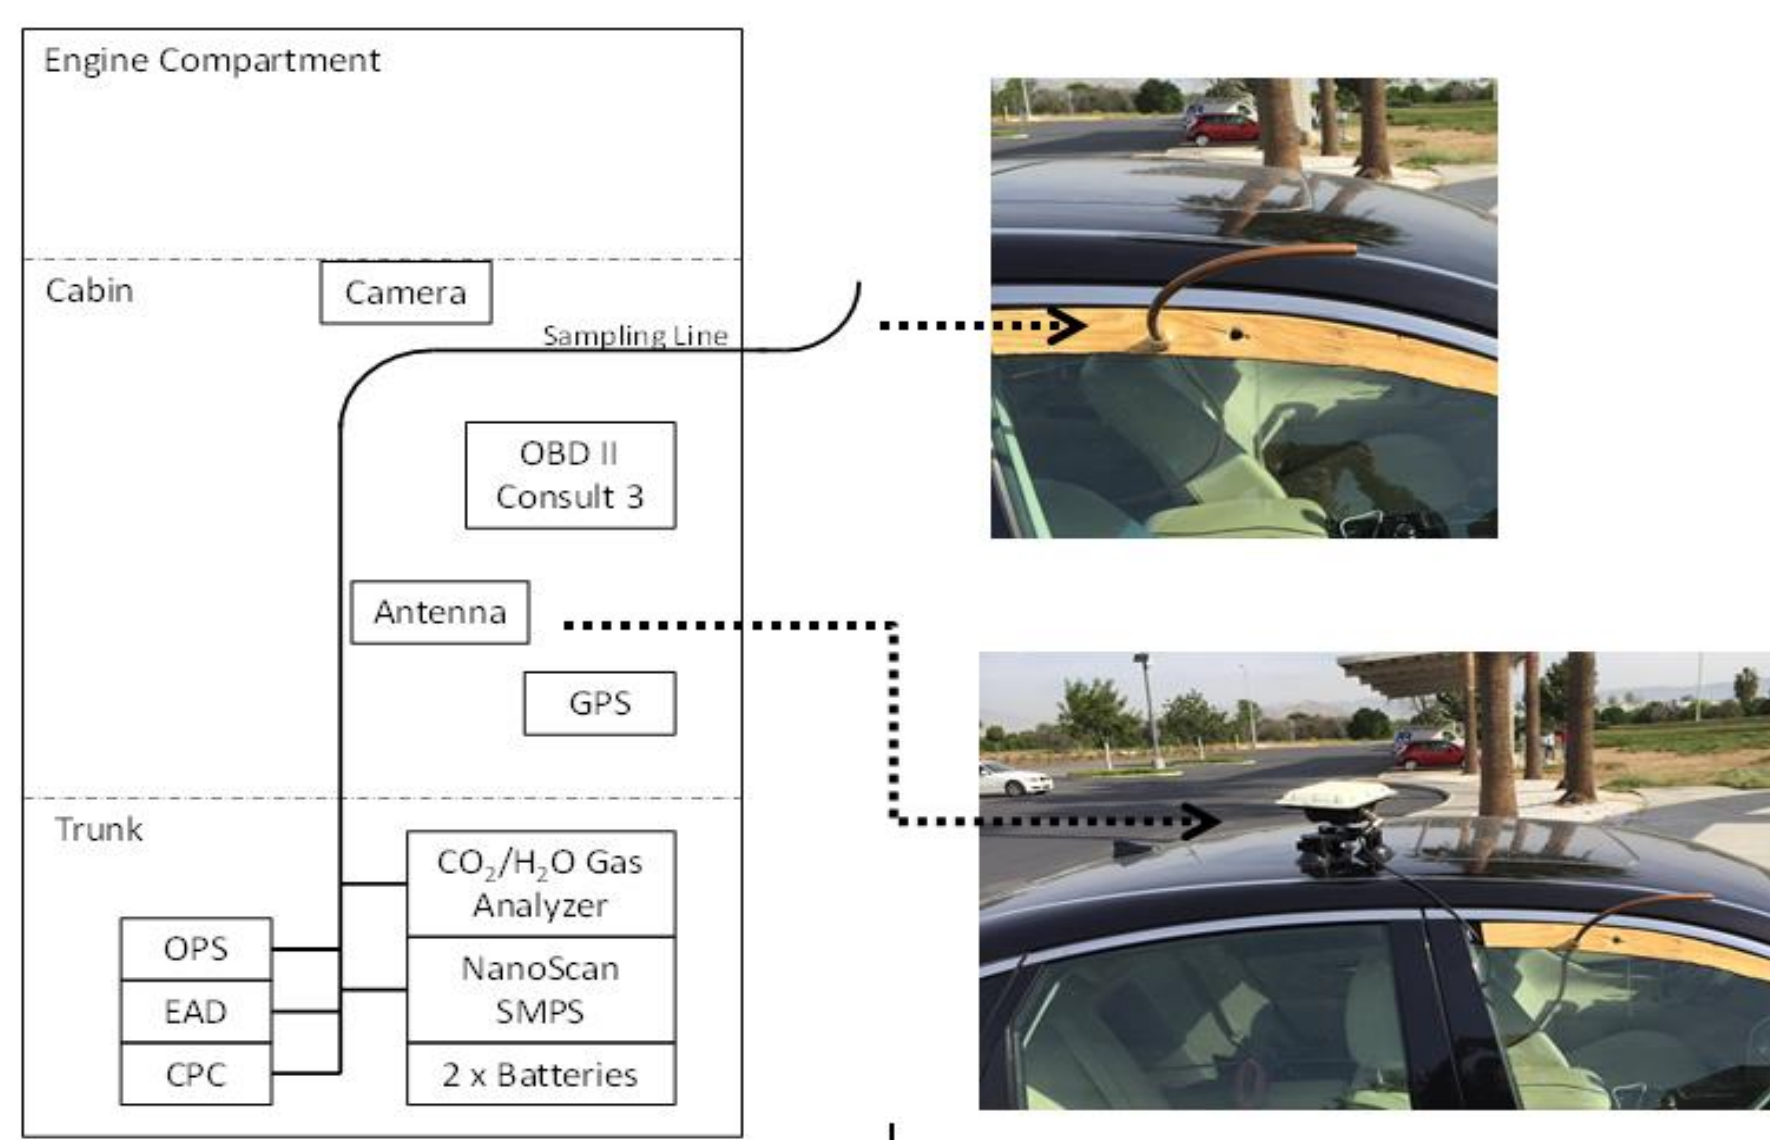 Engine Compartment
Cabin
Camera
Sampling Line
OBD II
Consult 3
Antenna
GPS
Trunk
CO₂/H₂O Gas
Analyzer
OPS
NanoScan
SMPS
EAD
CPC
2 x Batteries